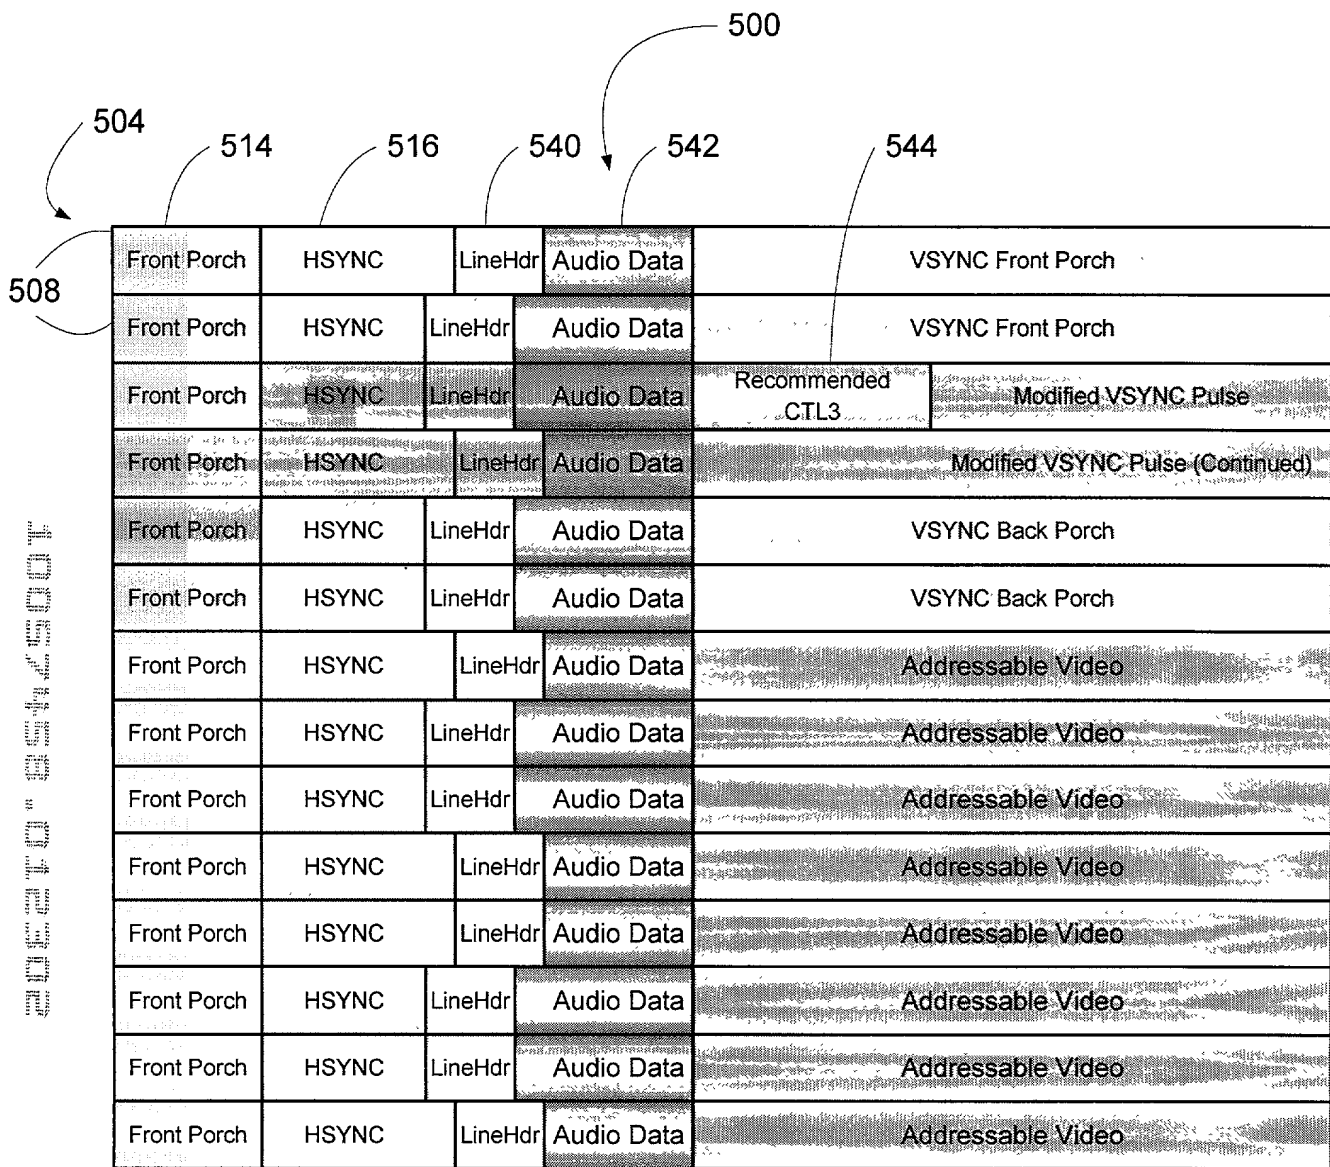 500
504
514 516 540 542 544
508
Front Porch HSYNC LineHdr Audio Data VSYNC Front Porch
Front Porch HSYNC LineHdr Audio Data VSYNC Front Porch
Front Porch HSYNC LineHdr Audio Data Recommended CTL3 Modified VSYNC Pulse
Front Porch HSYNC LineHdr Audio Data Modified VSYNC Pulse (Continued)
Front Porch HSYNC LineHdr Audio Data VSYNC Back Porch
Front Porch HSYNC LineHdr Audio Data VSYNC Back Porch
Front Porch HSYNC LineHdr Audio Data Addressable Video
Front Porch HSYNC LineHdr Audio Data Addressable Video
Front Porch HSYNC LineHdr Audio Data Addressable Video
Front Porch HSYNC LineHdr Audio Data Addressable Video
Front Porch HSYNC LineHdr Audio Data Addressable Video
Front Porch HSYNC LineHdr Audio Data Addressable Video
Front Porch HSYNC LineHdr Audio Data Addressable Video
Front Porch HSYNC LineHdr Audio Data Addressable Video
10057458.012302